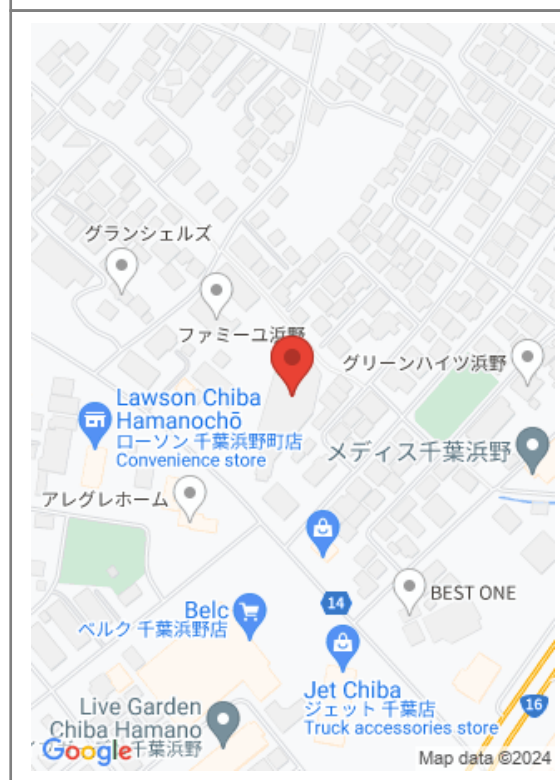 グランシェルズ
ファミーユ浜野
グリーンハイツ浜野
Lawson Chiba
Hamanochō
ローソン 千葉浜野町店
Convenience store
メディス千葉浜野
アレグレホーム
14
BEST ONE
Belc
ベルク 千葉浜野店
Jet Chiba
ジェット 千葉店
Truck accessories store
16
Live Garden
Chiba Hamano
千葉浜野
Google
Map data ©2024